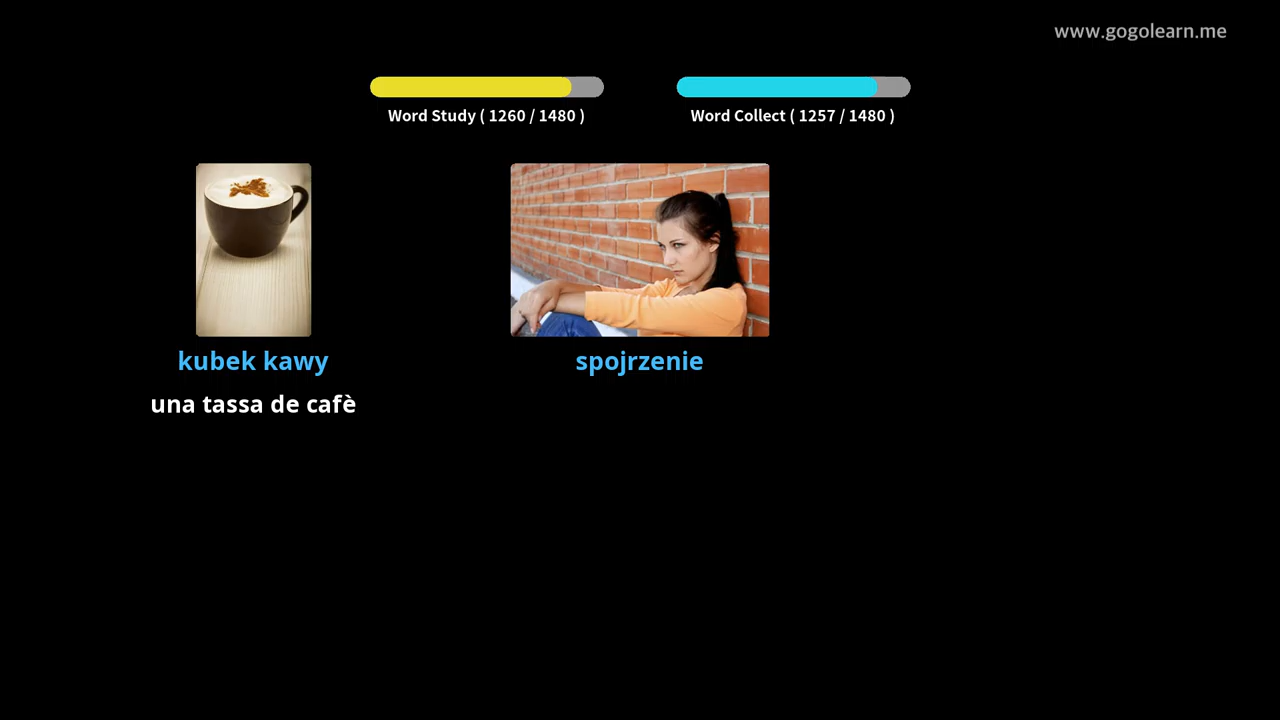 www.gogolearn.me
Word Study ( 1260 / 1480 )
Word Collect ( 1257 / 1480 )
kubek kawy
spojrzenie
una tassa de cafè